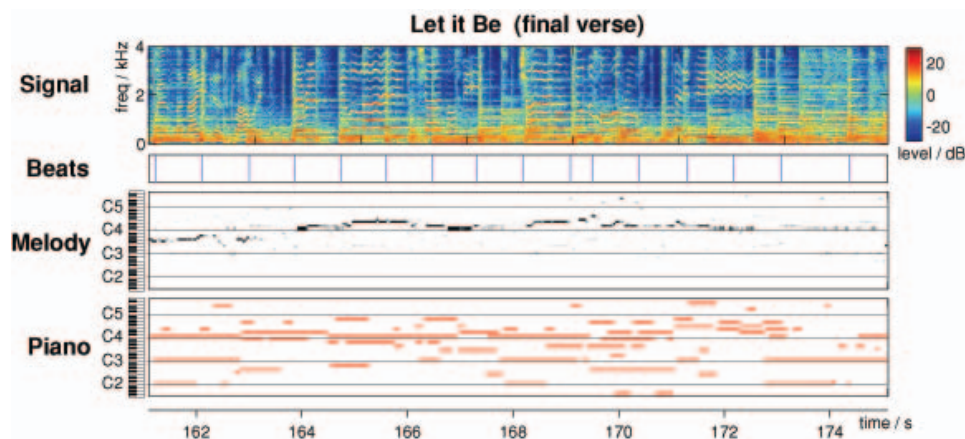 Let it Be (final verse)
Signal
freq / kHz
4
2
0
20
0
-20
level / dB
Beats
Melody
C5
C4
C3
C2
Piano
C5
C4
C3
C2
162
164
166
168
170
172
174
time / s